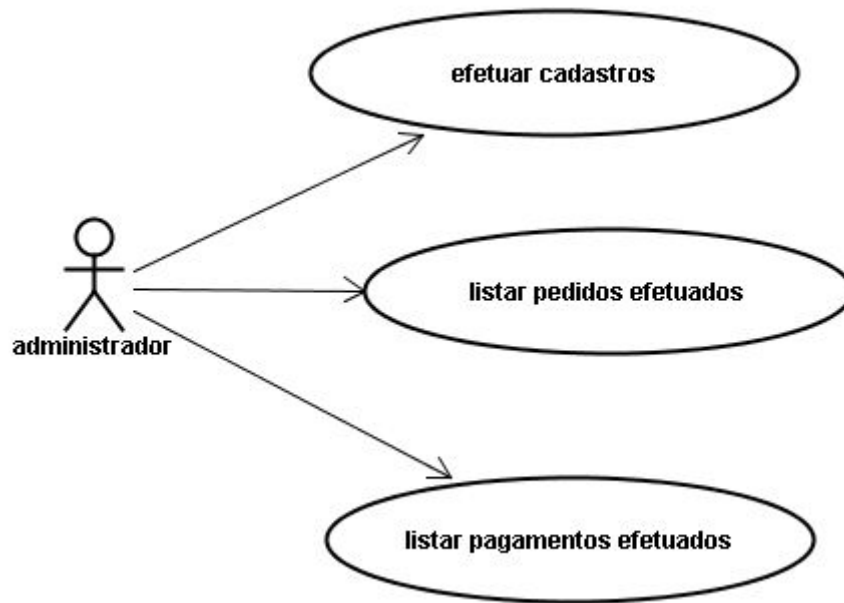 efetuar cadastros
listar pedidos efetuados
administrador
listar pagamentos efetuados